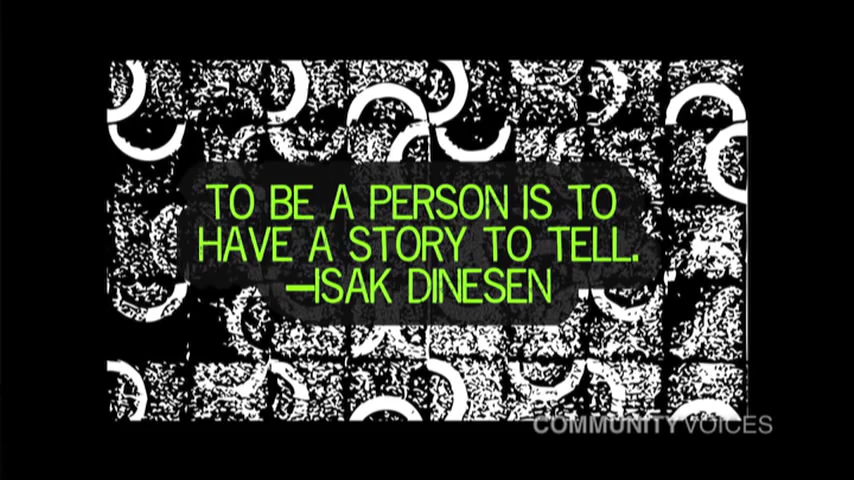 TO BE A PERSON IS TO
HAVE A STORY TO TELL.
—ISAK DINESEN
COMMUNITY VOICES